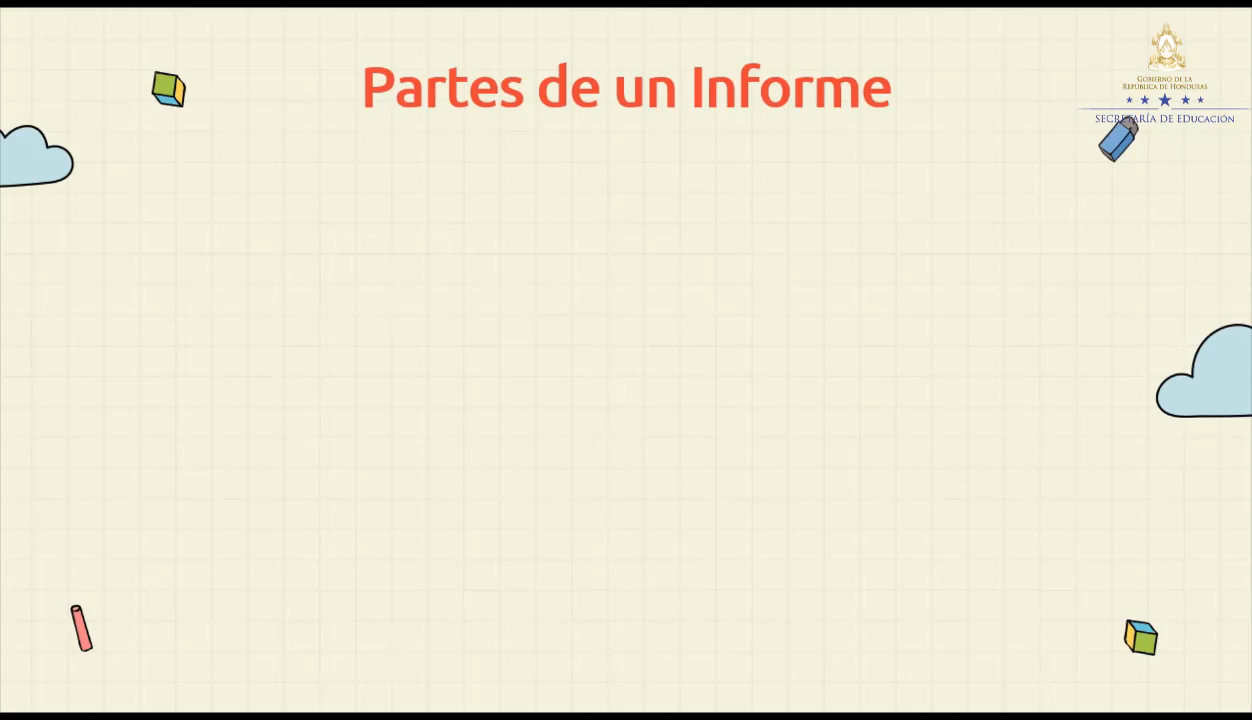 Partes de un Informe
GOBIERNO DE LA
REPÚBLICA DE HONDURAS
SECRETARÍA DE EDUCACIÓN